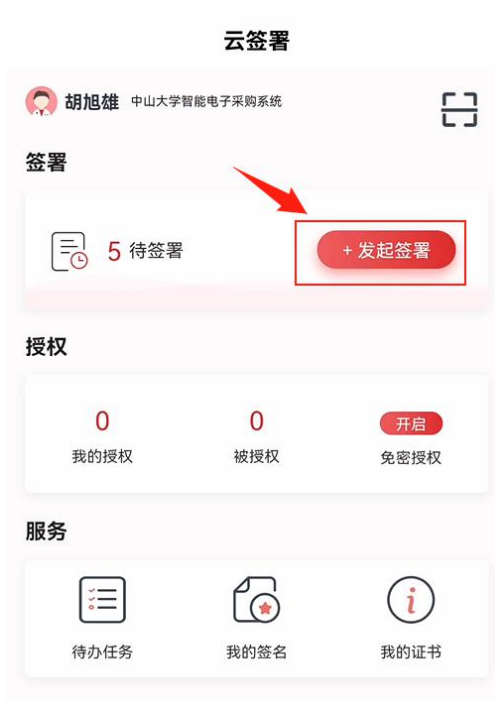 云签署
胡旭雄 中山大学智能电子采购系统
签署
5 待签署 + 发起签署
授权
0 0 开启
我的授权 被授权 免密授权
服务
待办任务 我的签名 我的证书